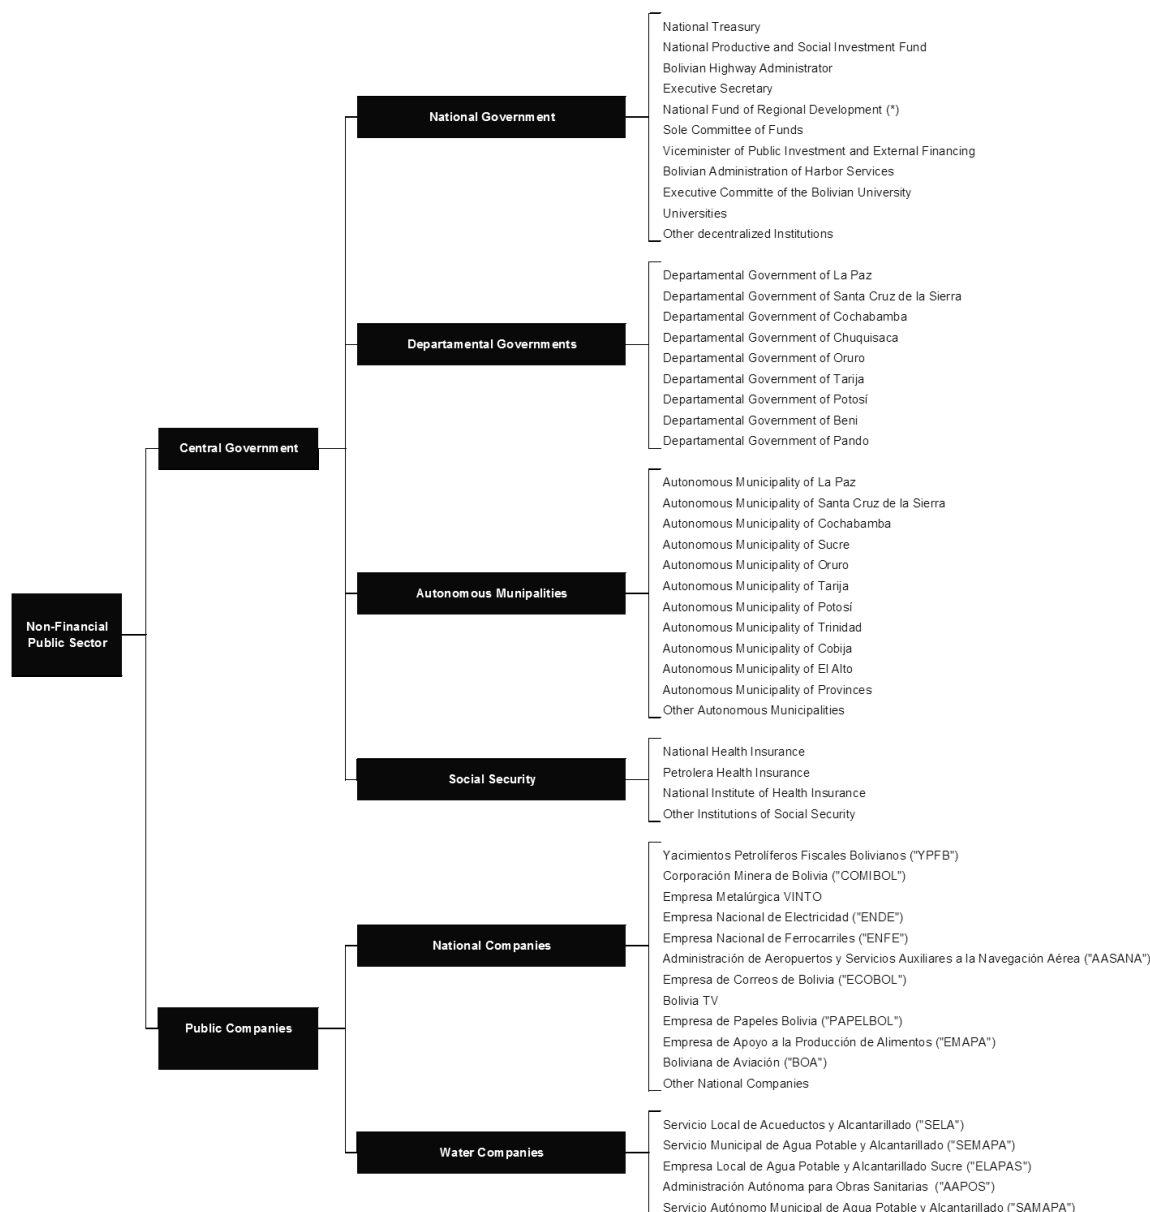 National Treasury
National Productive and Social Investment Fund
Bolivian Highway Administrator
Executive Secretary
National Government
National Fund of Regional Development (*)
Sole Committee of Funds
Viceminister of Public Investment and External Financing
Bolivian Administration of Harbor Services
Executive Committe of the Bolivian University
Universities
Other decentralized Institutions
Departamental Government of La Paz
Departamental Government of Santa Cruz de la Sierra
Departamental Government of Cochabamba
Departamental Governments
Departamental Government of Chuquisaca
Departamental Government of Oruro
Departamental Government of Tarija
Departamental Government of Potosí
Departamental Government of Beni
Departamental Government of Pando
Central Government
Autonomous Municipality of La Paz
Autonomous Municipality of Santa Cruz de la Sierra
Autonomous Municipality of Cochabamba
Autonomous Municipality of Sucre
Autonomous Municipality of Oruro
Autonomous Munipalities
Autonomous Municipality of Tarija
Autonomous Municipality of Potosí
Autonomous Municipality of Trinidad
Autonomous Municipality of Cobija
Autonomous Municipality of El Alto
Autonomous Municipality of Provinces
Other Autonomous Municipalities
Non-Financial
Public Sector
National Health Insurance
Petrolera Health Insurance
Social Security
National Institute of Health Insurance
Other Institutions of Social Security
Yacimientos Petrolíferos Fiscales Bolivianos ("YPFB")
Corporación Minera de Bolivia ("COMIBOL")
Empresa Metalúrgica VINTO
Empresa Nacional de Electricidad ("ENDE")
Empresa Nacional de Ferrocarriles ("ENFE")
National Companies
Administración de Aeropuertos y Servicios Auxiliares a la Navegación Aérea ("AASANA")
Empresa de Correos de Bolivia ("ECOBOL")
Bolivia TV
Empresa de Papeles Bolivia ("PAPELBOL")
Public Companies
Empresa de Apoyo a la Producción de Alimentos ("EMAPA")
Boliviana de Aviación ("BOA")
Other National Companies
Servicio Local de Acueductos y Alcantarillado ("SELA")
Servicio Municipal de Agua Potable y Alcantarillado ("SEMAPA")
Water Companies
Empresa Local de Agua Potable y Alcantarillado Sucre ("ELAPAS")
Administración Autónoma para Obras Sanitarias ("AAPOS")
Servicio Autónomo Municipal de Agua Potable y Alcantarillado ("SAMAPA")